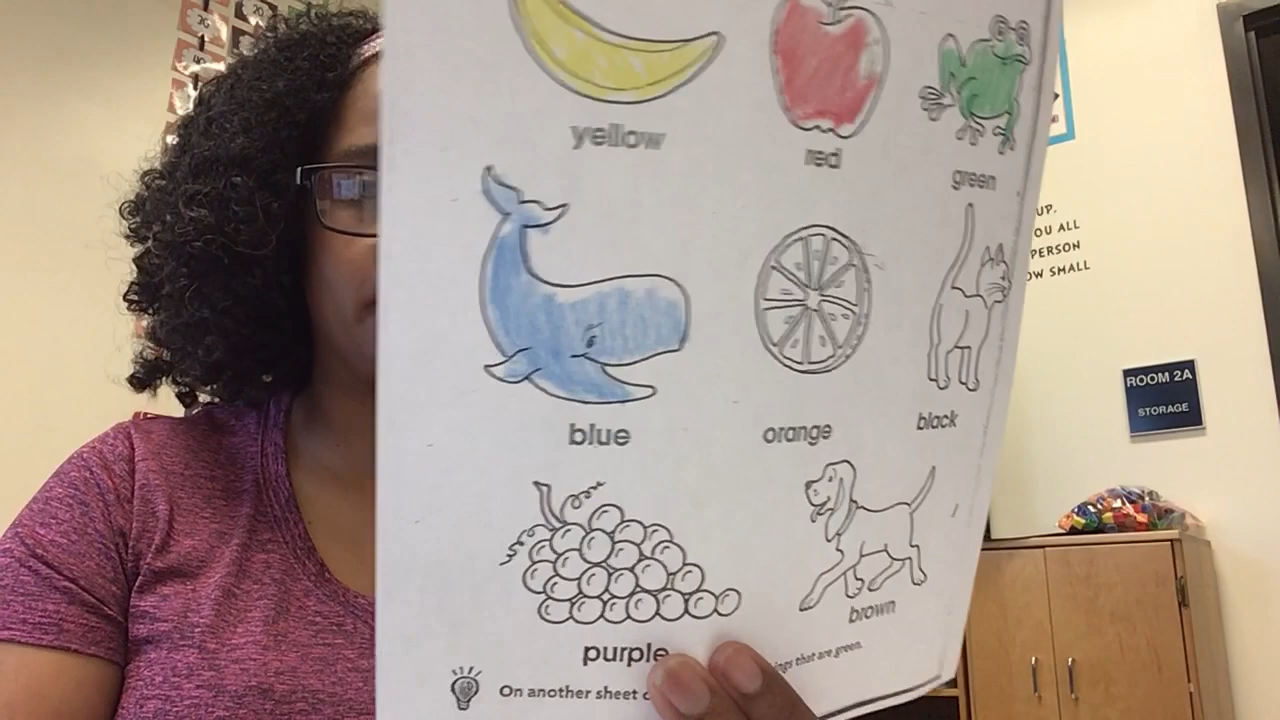 yellow
red
green
blue
orange
black
purple
brown
On another sheet
ings that are green.
UP.
OU ALL
PERSON
OW SMALL
ROOM 2A
STORAGE